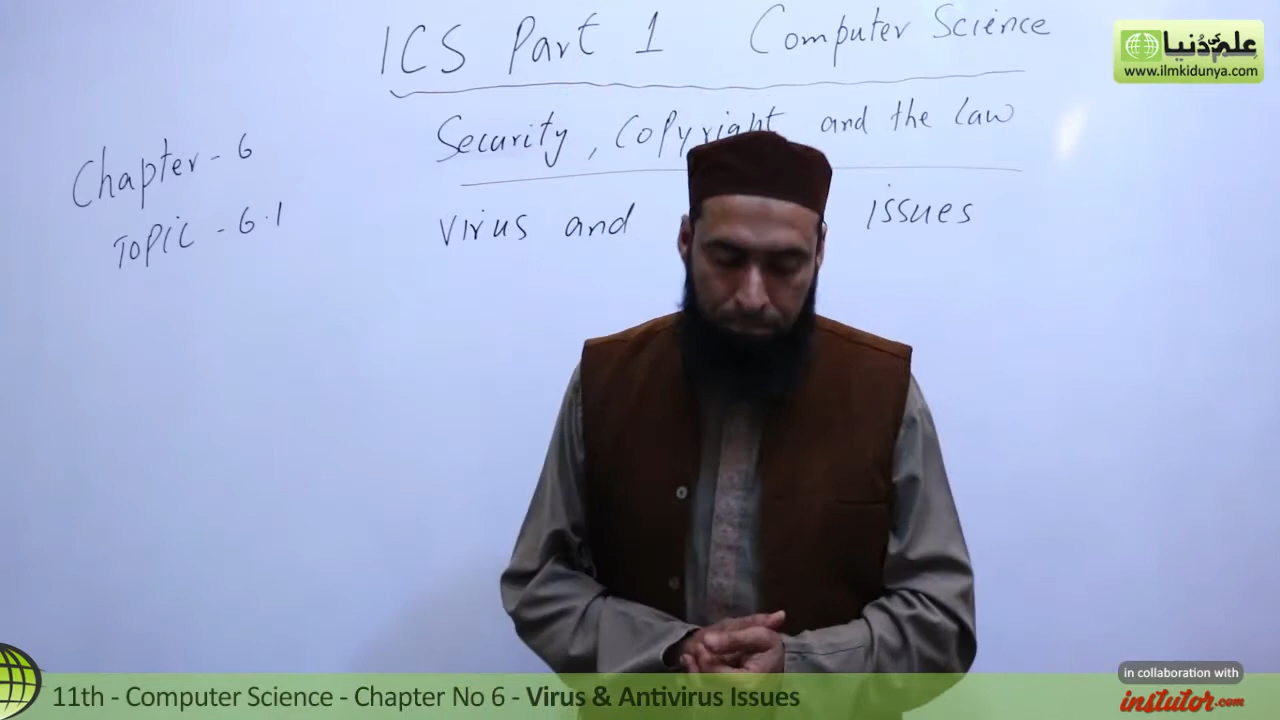 ICS Part 1 Computer Science
علم کی دُنیا
www.ilmkidunya.com
Security, Copyright and the Law
Chapter - 6
Topic - 6.1
virus and issues
in collaboration with
instutor.com
11th - Computer Science - Chapter No 6 - Virus & Antivirus Issues